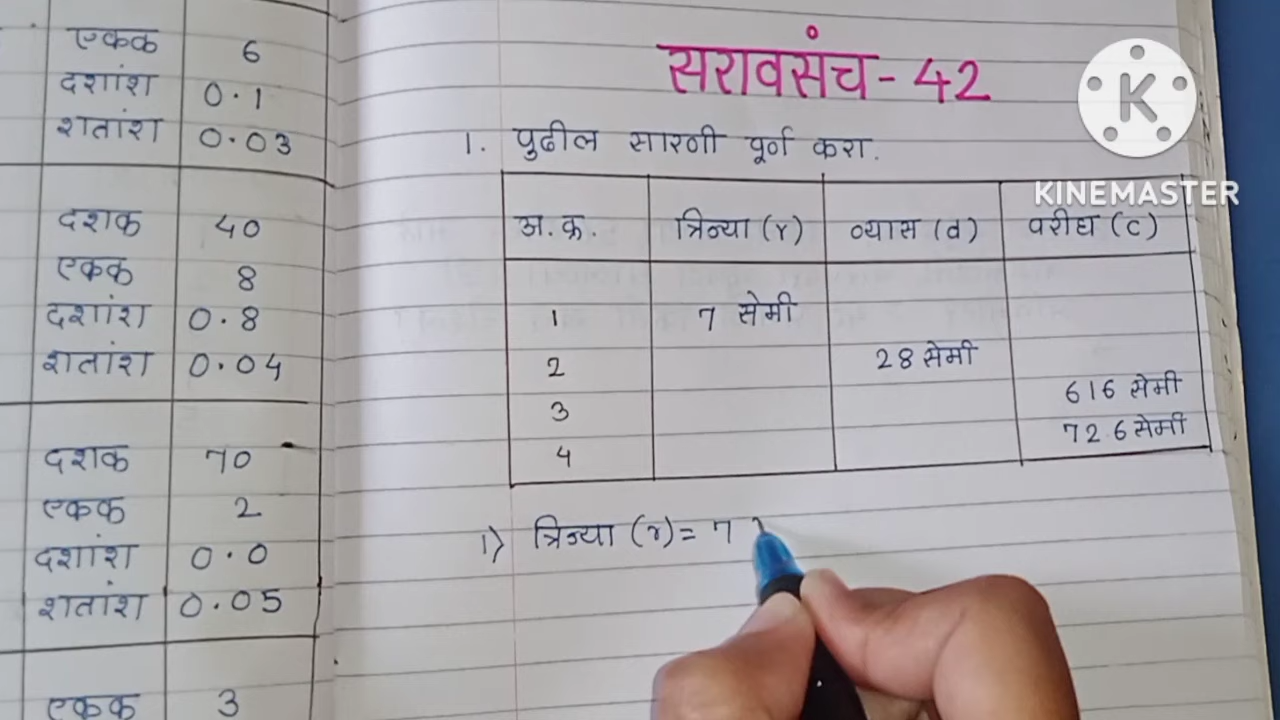 एकक 6
दशांश 0.1
शतांश 0.03
दशक 40
एकक 8
दशांश 0.8
शतांश 0.04
दशक 70
एकक 2
दशांश 0.0
शतांश 0.05
एकक 3
सरावसंच - 42
1. पुढील सारणी पूर्ण करा.
अ.क्र. त्रिज्या (r) व्यास (d) परीघ (c)
1 7 सेमी
2 28 सेमी
3 616 सेमी
4 72.6 सेमी
1) त्रिज्या (r) = 7
K
KINEMASTER